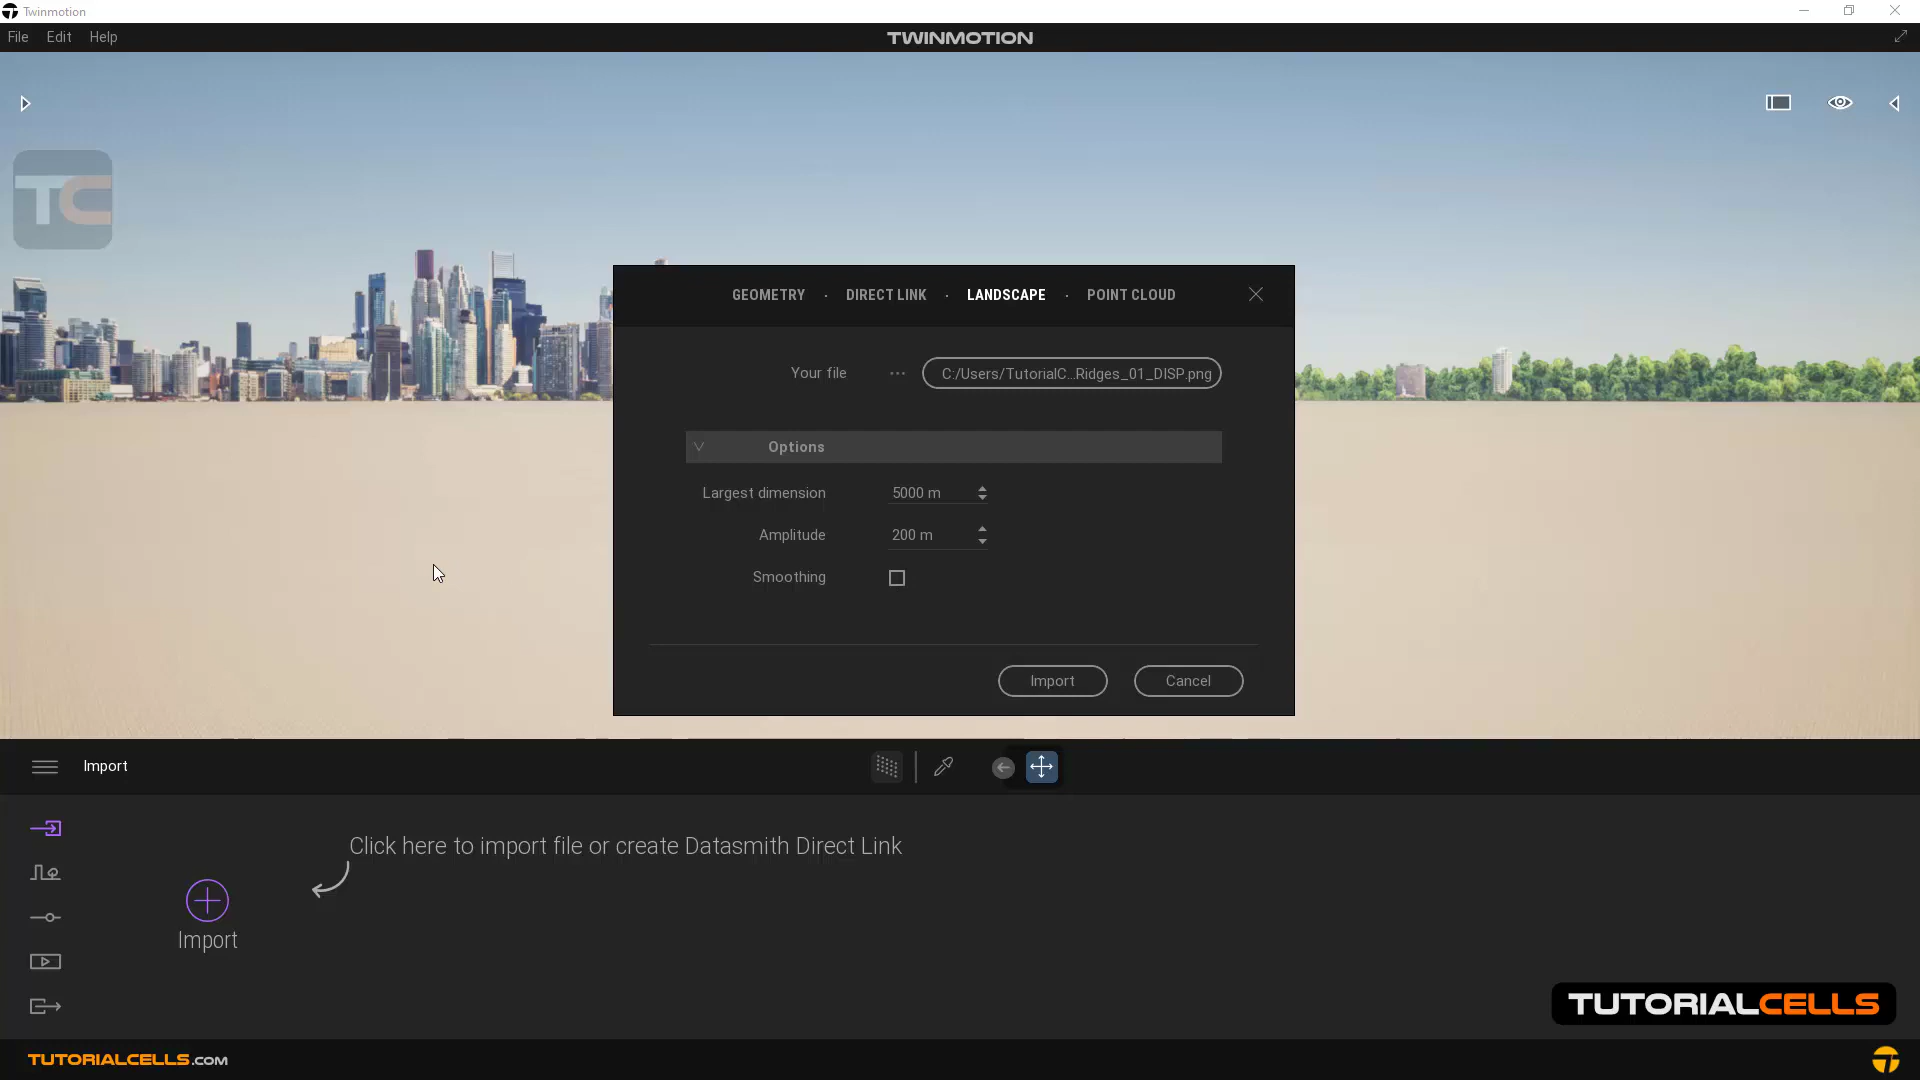 Twinmotion
File Edit Help
TWINMOTION
TC
GEOMETRY · DIRECT LINK · LANDSCAPE · POINT CLOUD
Your file ... C:/Users/TutorialC...Ridges_01_DISP.png
Options
Largest dimension 5000 m
Amplitude 200 m
Smoothing
Import Cancel
Import
Click here to import file or create Datasmith Direct Link
Import
TUTORIALCELLS
TUTORIALCELLS.COM